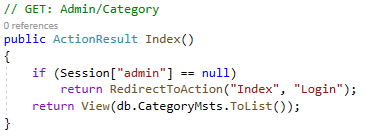 // GET: Admin/Category
0 references
public ActionResult Index()
{
if (Session["admin"] == null)
return RedirectToAction("Index", "Login");
return View(db.CategoryMsts.ToList());
}